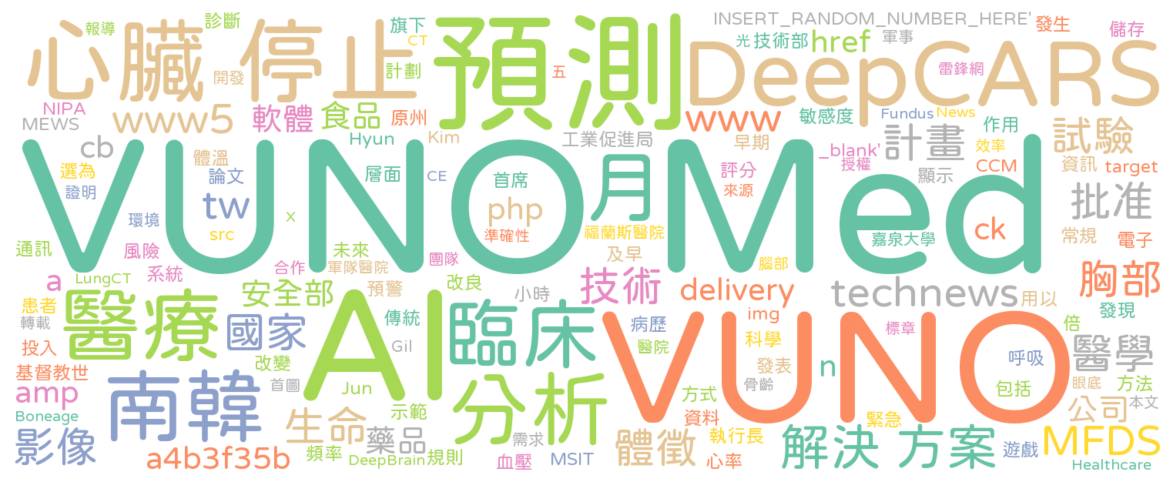 報導 診斷 旗下 CT INSERT_RANDOM_NUMBER_HERE' 發生 儲存
心臟 停止 預測 DeepCARS
開發 計劃 五 光 技術部 href 軍事 雷鋒網
NIPA www5 軟體 食品 原州 www 敏感度 Fundus News 作用 試驗
MEWS cb 體溫 Hyun Kim 工業促進局 早期 計畫 效率
選為 論文 層面 CE 首席 月 評分 _blank' 授權 顯示 CCM 資訊 target
VUNO Med
證明 環境 tw x php 準確性 來源 批准
通訊 風險 src 未來 團隊 福蘭斯醫院 及早 嘉泉大學 ck 常規 電子
a LungCT 系統 合作 軍隊醫院 改良 技術 腦部 胸部
患者 轉載 醫療 安全部 預警 小時 delivery technews 用以 發現
AI VUNO
投入 國家 傳統 臨床 病歷 img 科學 標章 倍
基督教世 改變 Gil 醫院 發表 n 呼吸 醫學
amp 首圖 Jun 分析 方式 骨齡 包括 眼底 方法
Boneage 南韓 生命 示範 資料 緊急 公司 本文
影像 a4b3f35b 頻率 藥品 DeepBrain 規則 需求 血壓 MSIT 體徵 執行長 心率 解決 方案 遊戲 MFDS
Healthcare